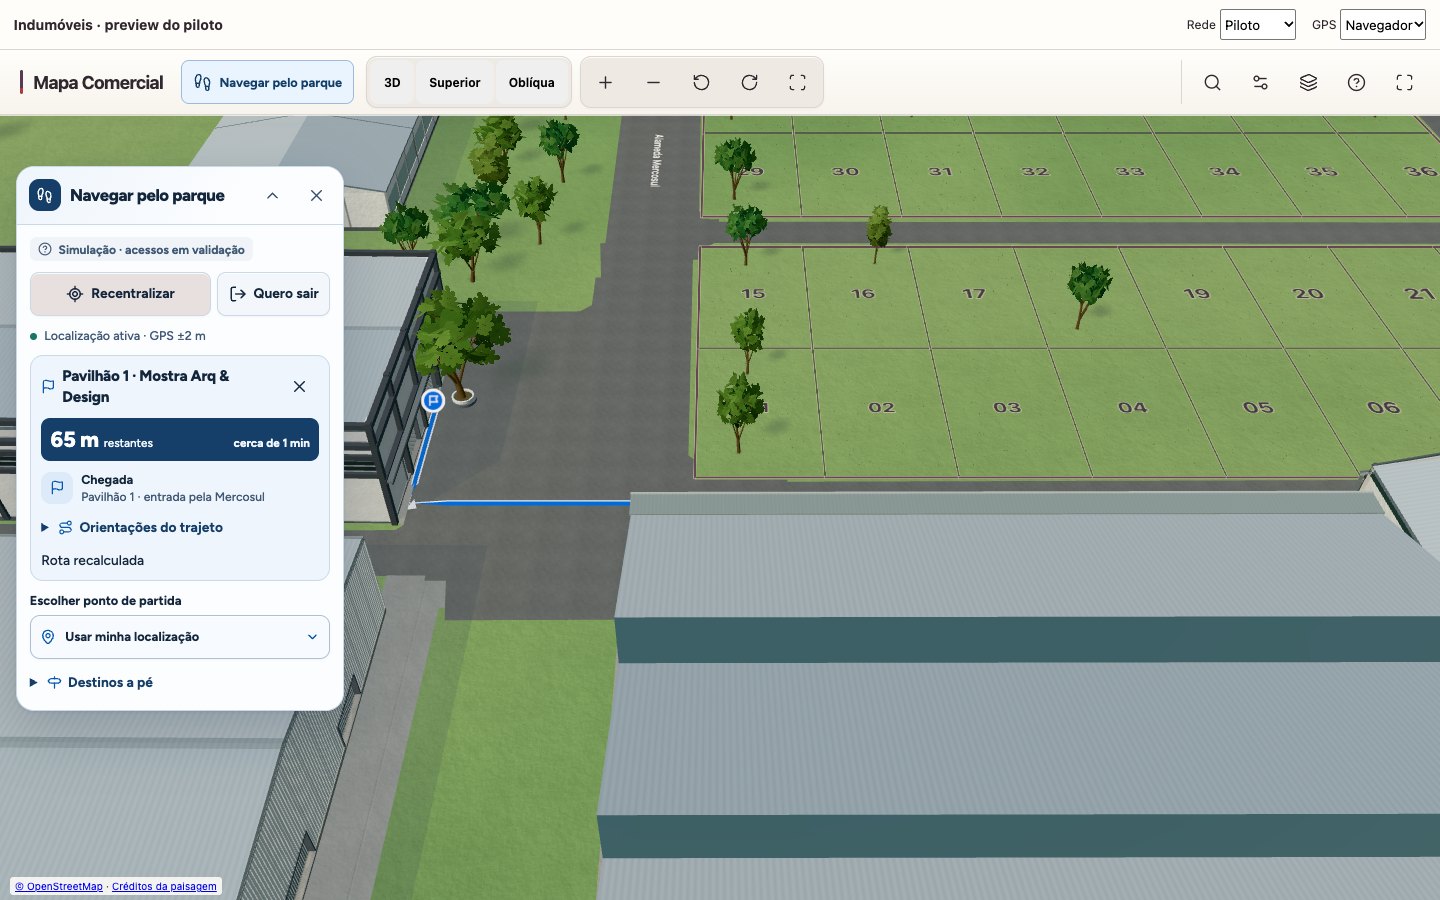 Indumóveis · preview do piloto
Rede Piloto GPS Navegador
Mapa Comercial
Navegar pelo parque
3D Superior Oblíqua
Navegar pelo parque
Simulação · acessos em validação
Recentralizar Quero sair
Localização ativa · GPS ±2 m
Pavilhão 1 · Mostra Arq &
Design
65 m restantes cerca de 1 min
Chegada
Pavilhão 1 · entrada pela Mercosul
Orientações do trajeto
Rota recalculada
Escolher ponto de partida
Usar minha localização
Destinos a pé
Alameda Mercosul
30 31 32 33 34 35 36
15 16 17 19 20 21
02 03 04 05 06
© OpenStreetMap · Créditos da paisagem